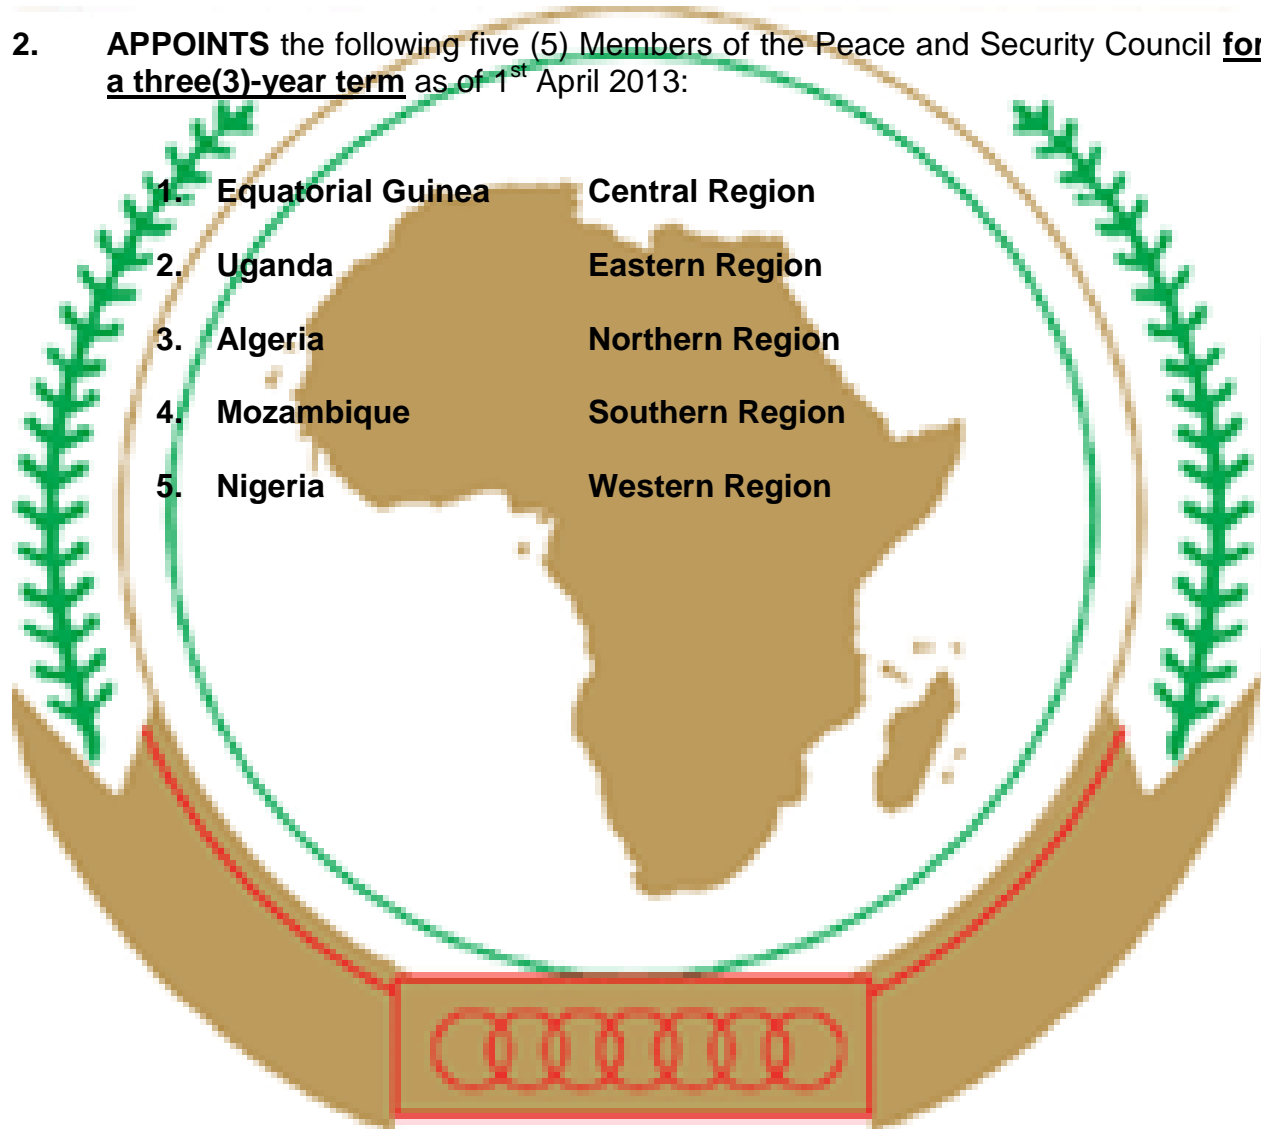 2. APPOINTS the following five (5) Members of the Peace and Security Council for
a three(3)-year term as of 1st April 2013:
1. Equatorial Guinea Central Region
2. Uganda Eastern Region
3. Algeria Northern Region
4. Mozambique Southern Region
5. Nigeria Western Region